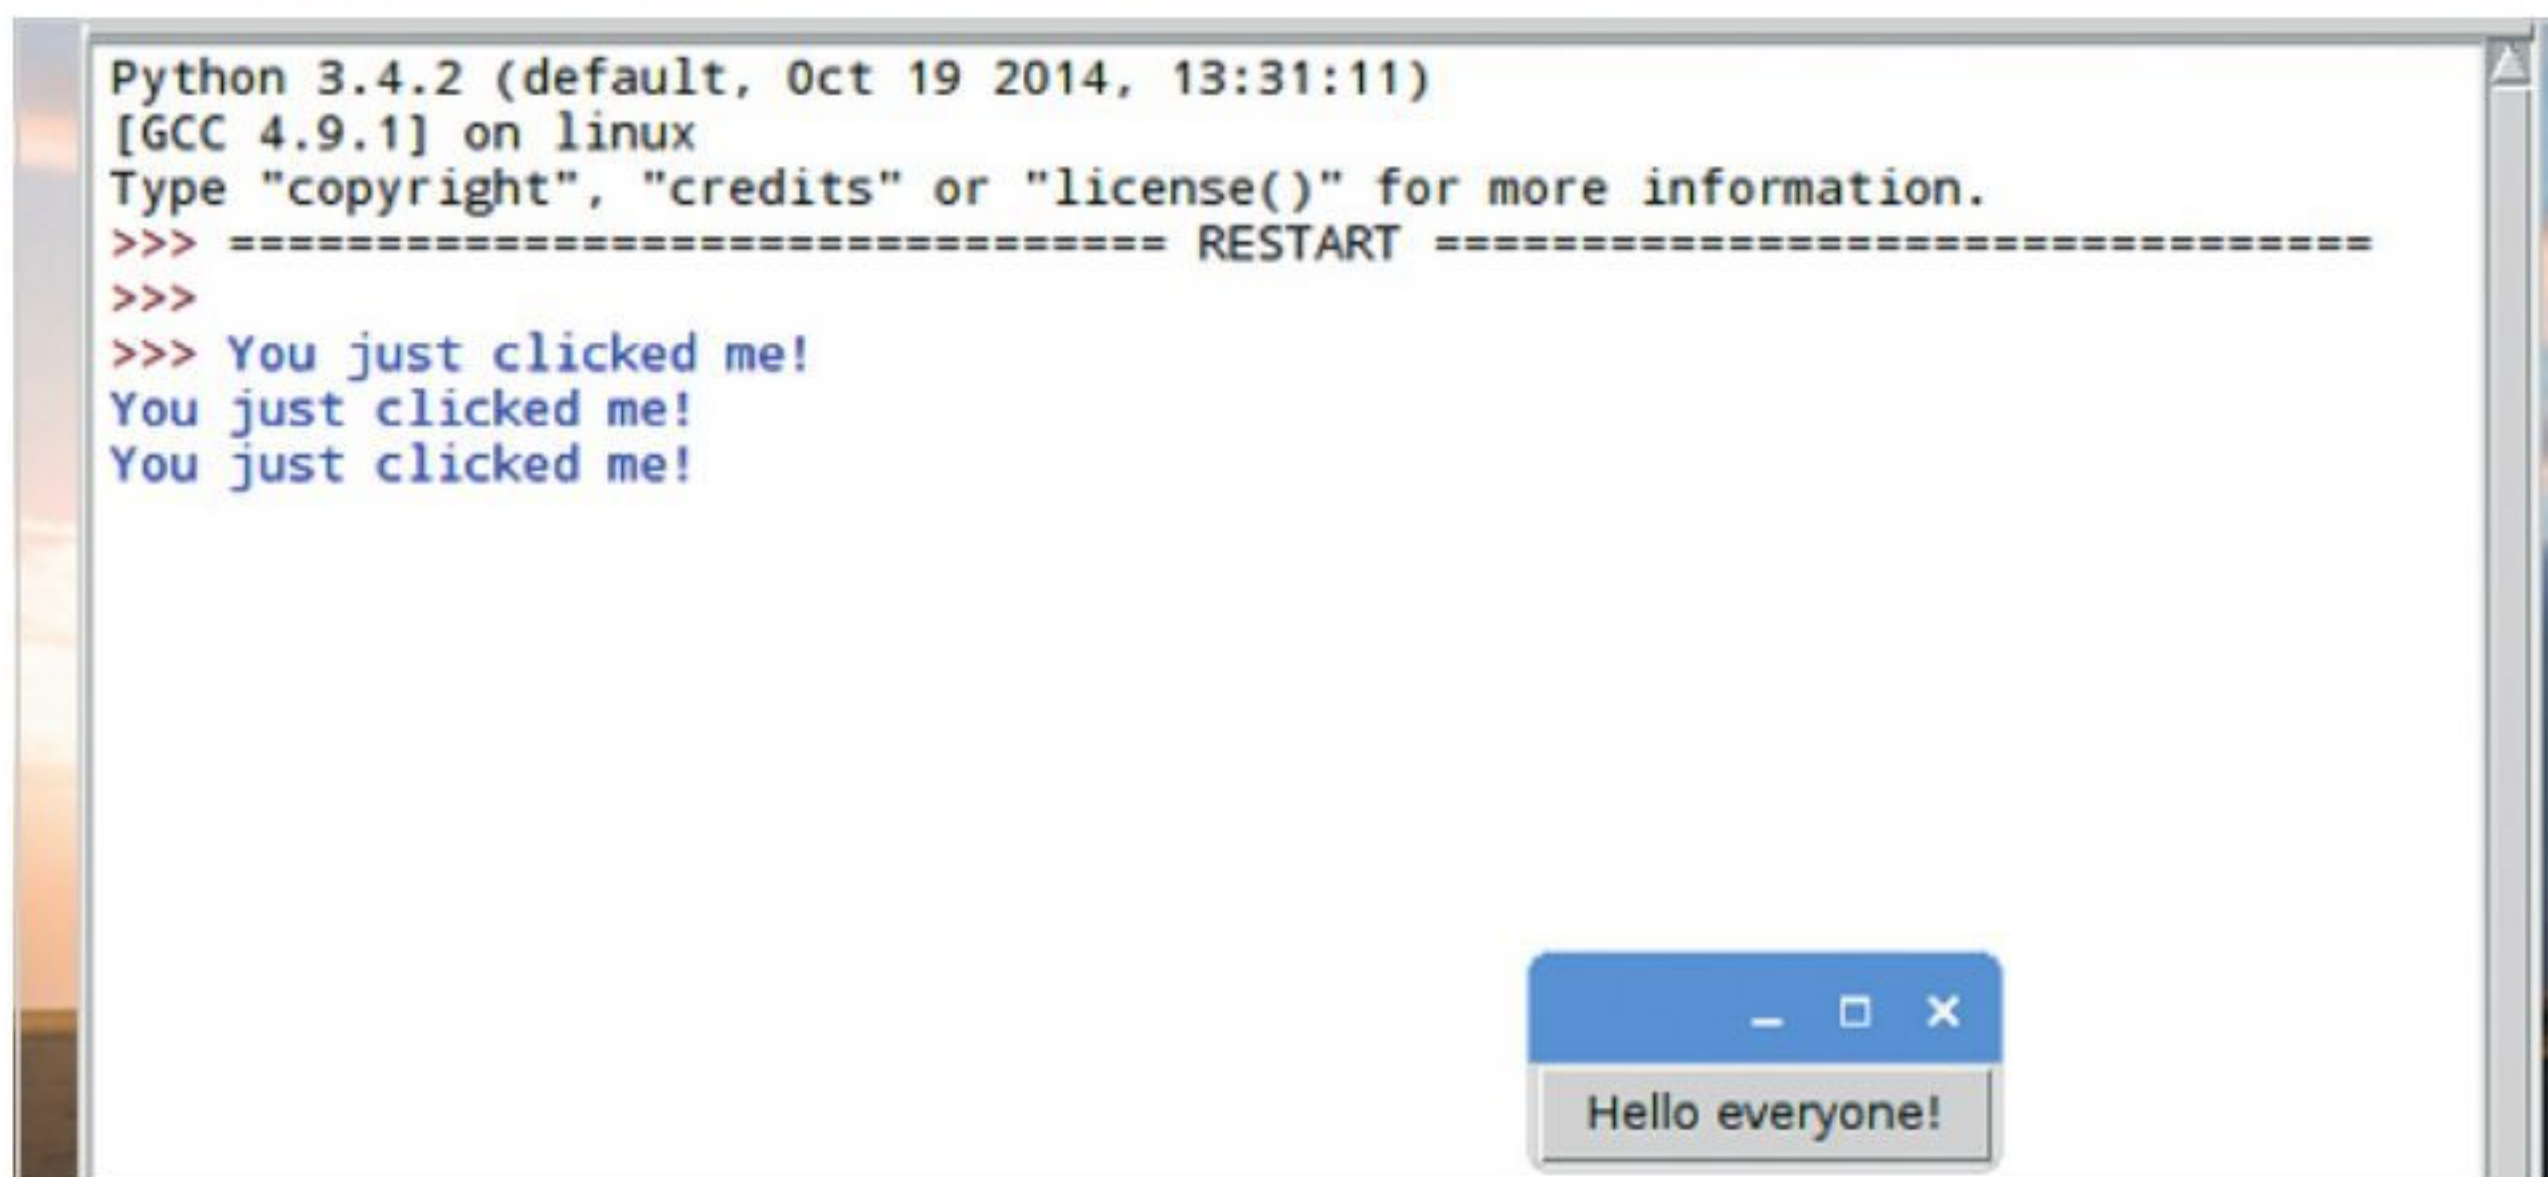 Python 3.4.2 (default, Oct 19 2014, 13:31:11)
[GCC 4.9.1] on linux
Type "copyright", "credits" or "license()" for more information.
>>> ================================ RESTART ================================
>>>
>>> You just clicked me!
You just clicked me!
You just clicked me!
Hello everyone!